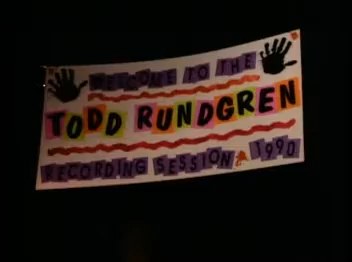 WELCOME TO THE
TODD RUNDGREN
RECORDING SESSION 1990